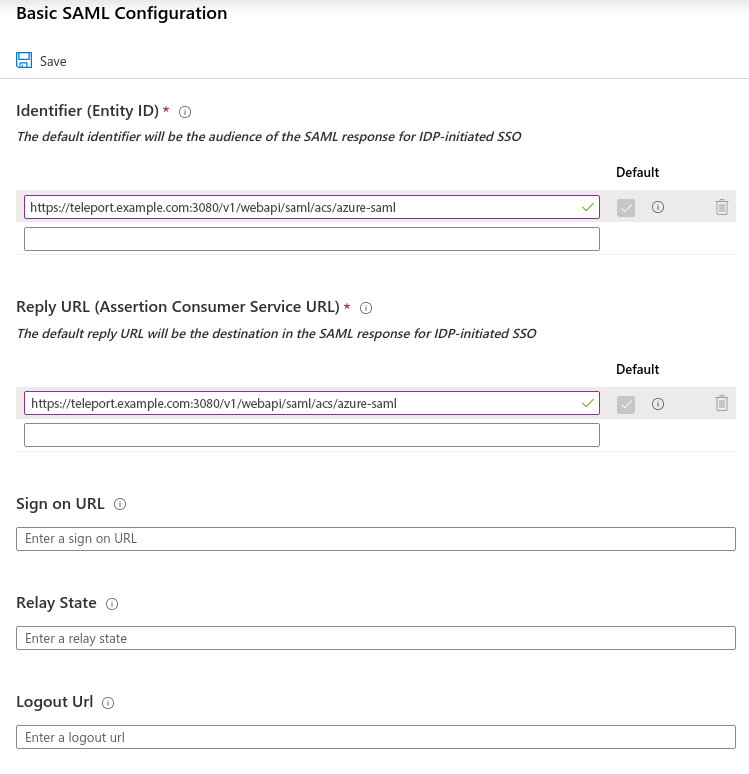 Basic SAML Configuration
Save
Identifier (Entity ID) *
The default identifier will be the audience of the SAML response for IDP-initiated SSO
Default
https://teleport.example.com:3080/v1/webapi/saml/acs/azure-saml
Reply URL (Assertion Consumer Service URL) *
The default reply URL will be the destination in the SAML response for IDP-initiated SSO
Default
https://teleport.example.com:3080/v1/webapi/saml/acs/azure-saml
Sign on URL
Enter a sign on URL
Relay State
Enter a relay state
Logout Url
Enter a logout url